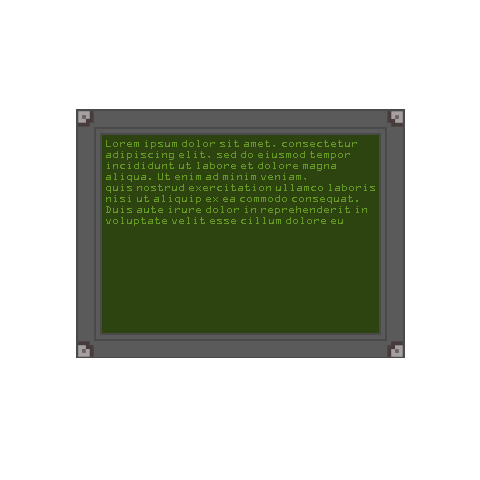 Lorem ipsum dolor sit amet. consectetur
adipiscing elit. sed do eiusmod tempor
incididunt ut labore et dolore magna
aliqua. Ut enim ad minim veniam.
quis nostrud exercitation ullamco laboris
nisi ut aliquip ex ea commodo consequat.
Duis aute irure dolor in reprehenderit in
voluptate velit esse cillum dolore eu